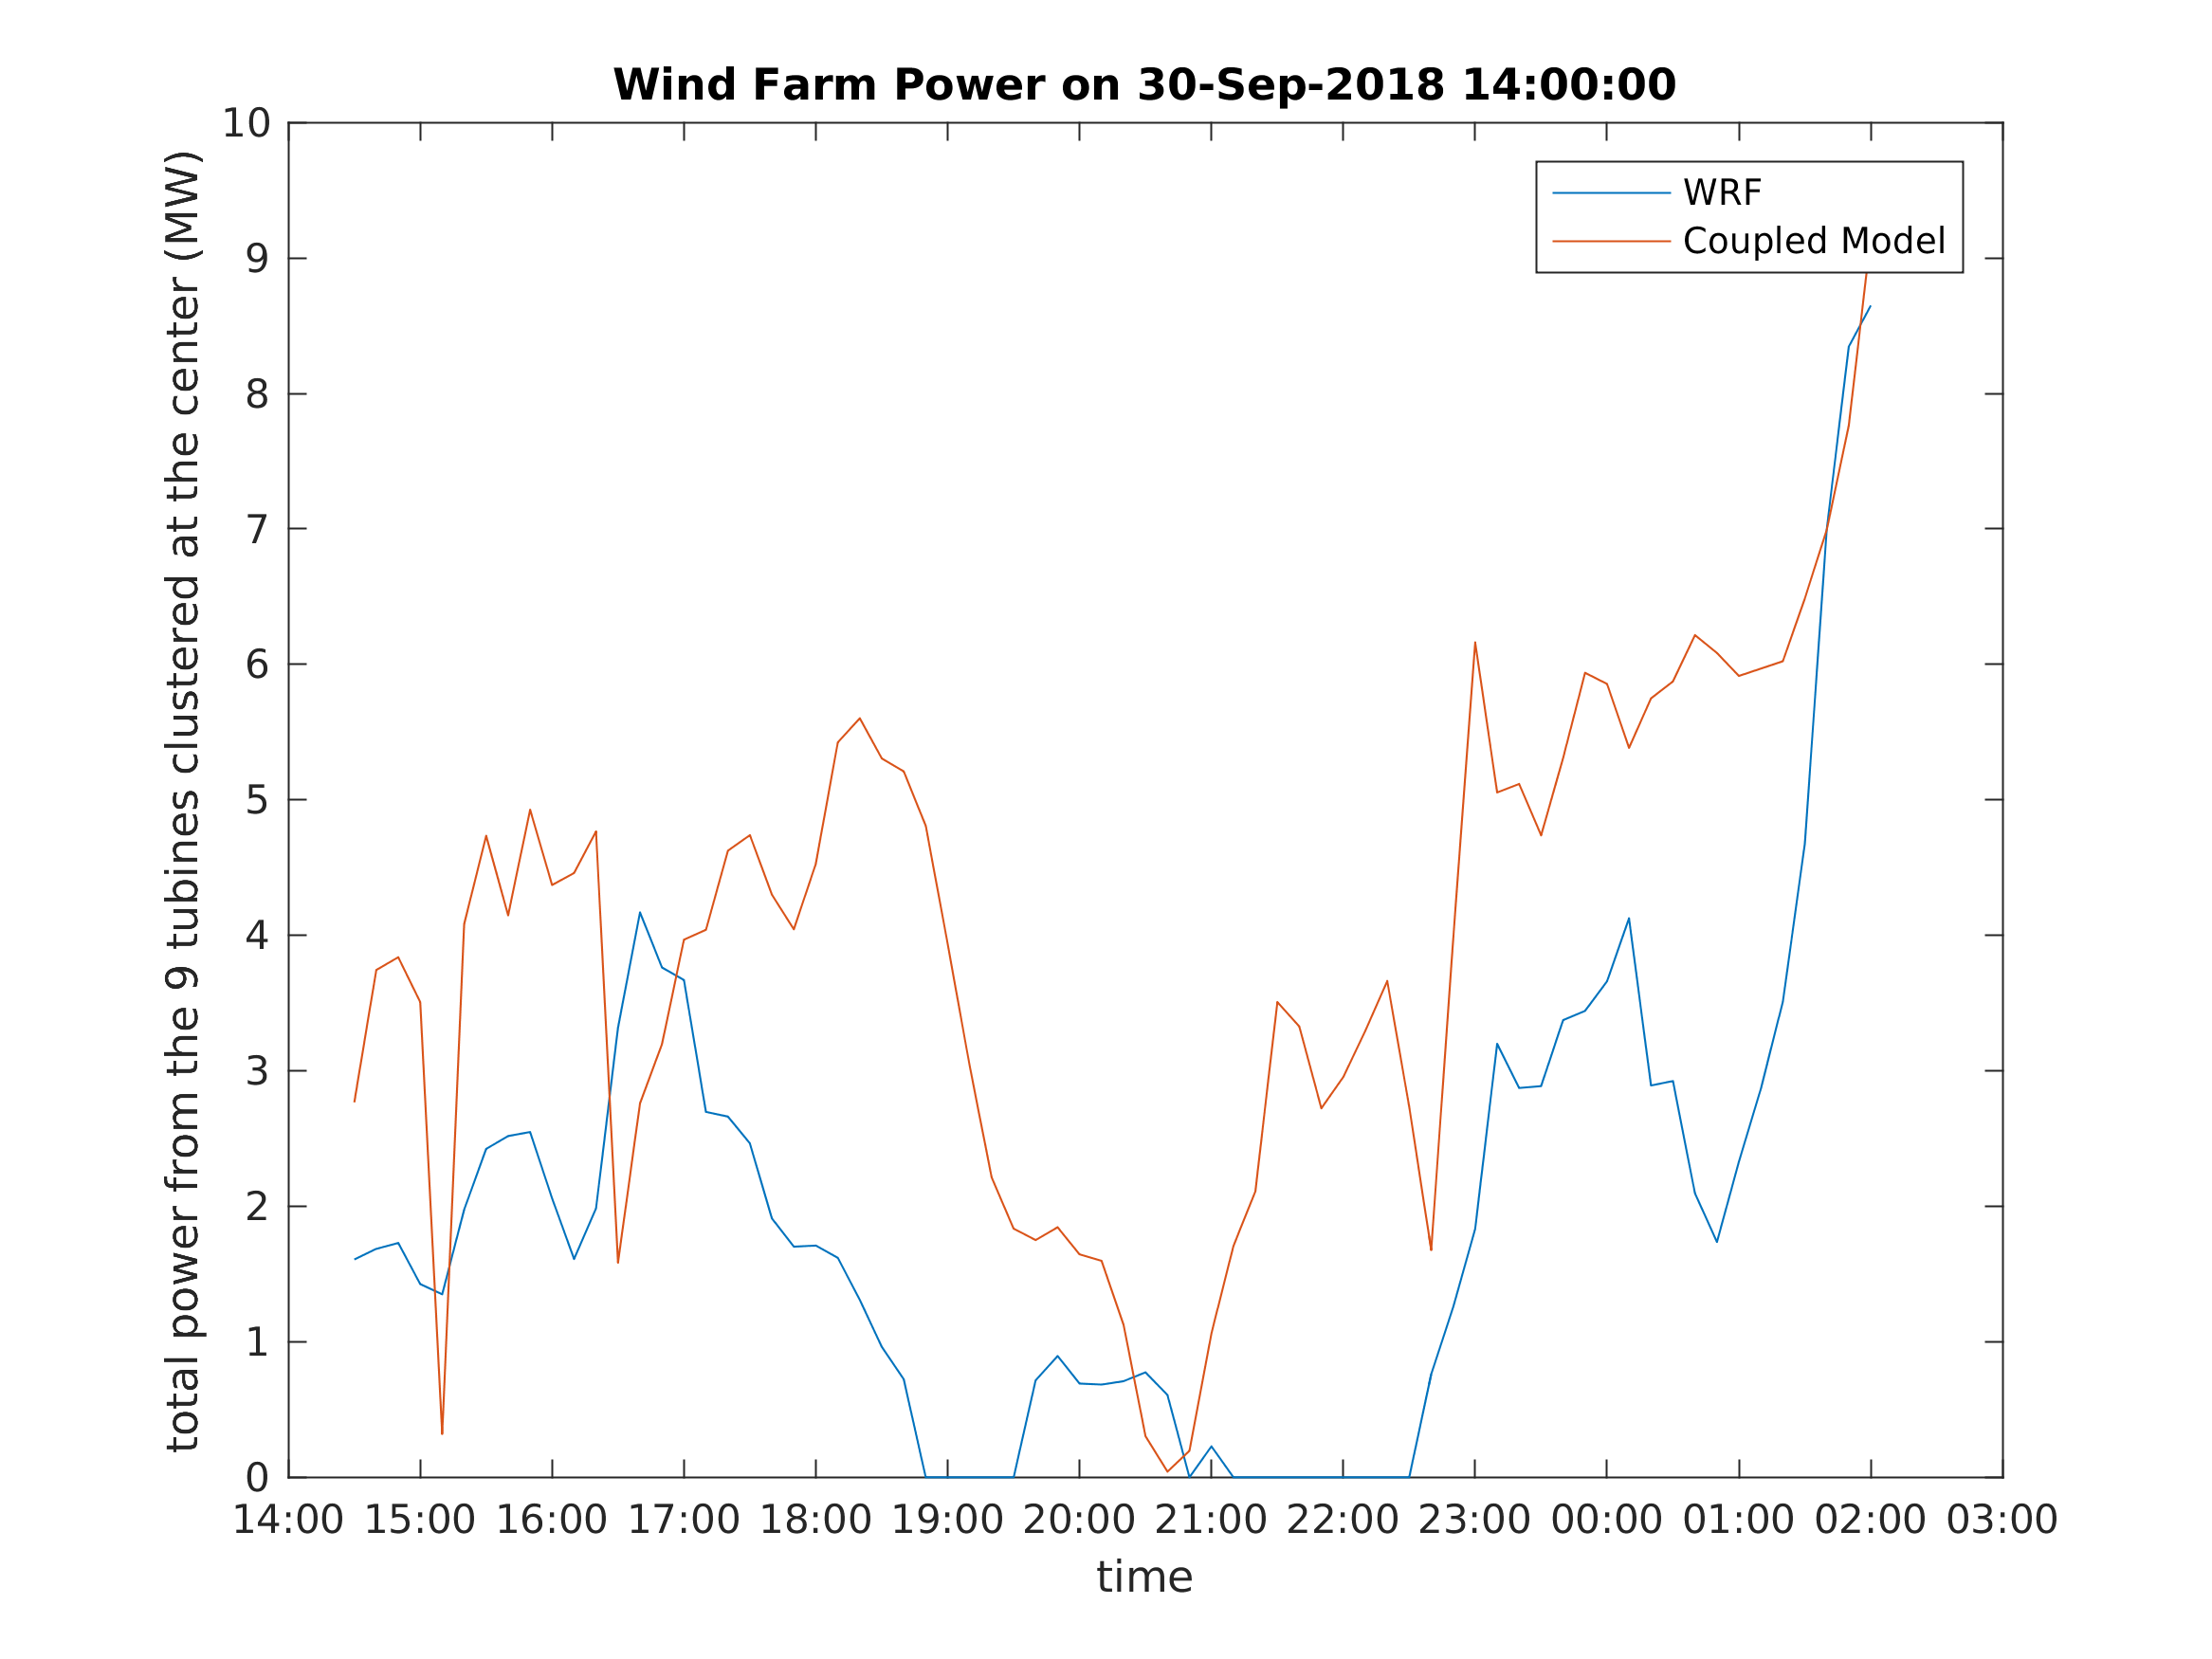 Wind Farm Power on 30-Sep-2018 14:00:00
total power from the 9 tubines clustered at the center (MW)
10
9
8
7
6
5
4
3
2
1
0
WRF
Coupled Model
14:00 15:00 16:00 17:00 18:00 19:00 20:00 21:00 22:00 23:00 00:00 01:00 02:00 03:00
time